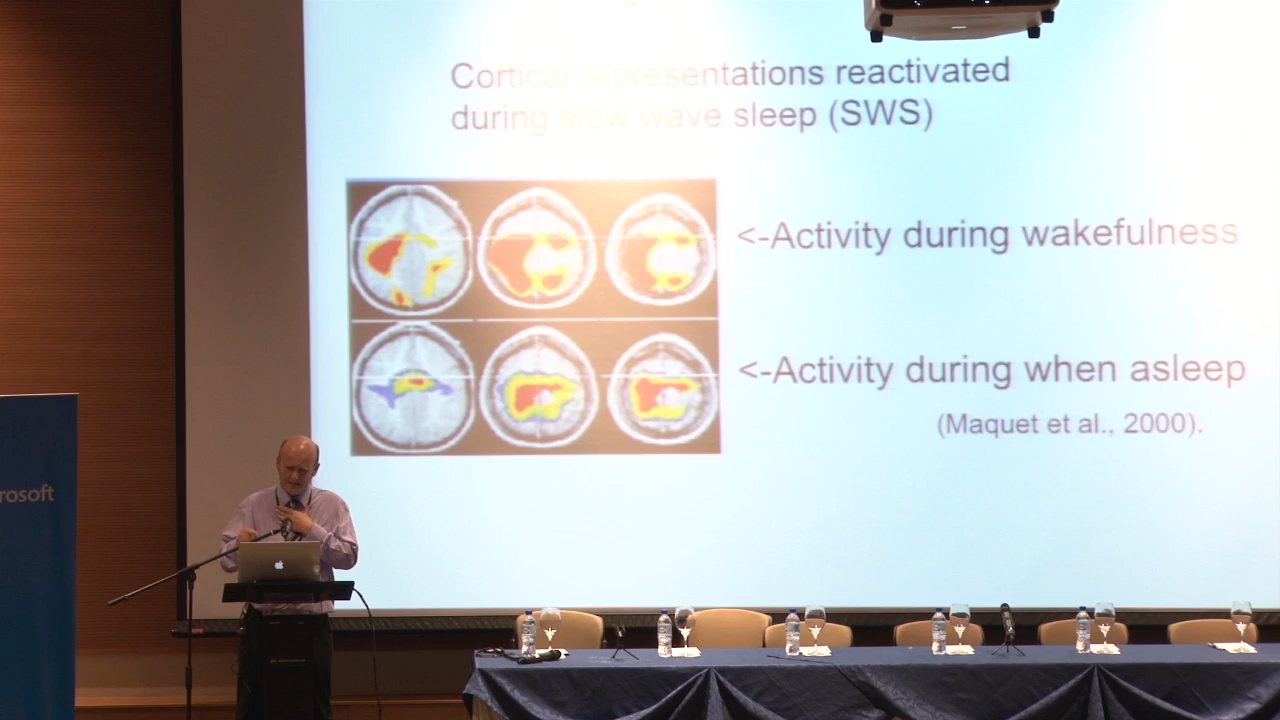 Cortical representations reactivated
during slow wave sleep (SWS)
<-Activity during wakefulness
<-Activity during when asleep
(Maquet et al., 2000).
rosoft